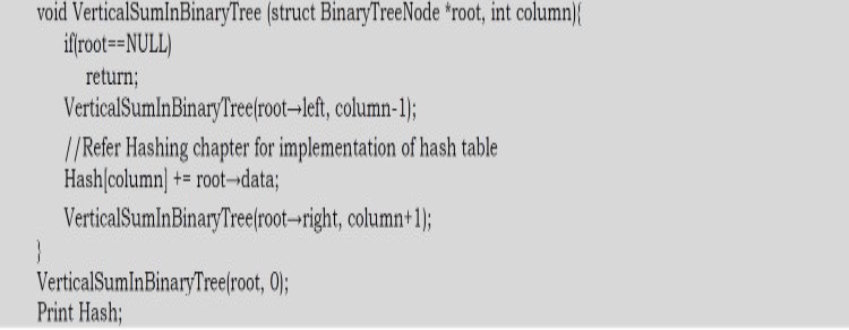 void VerticalSumInBinaryTree (struct BinaryTreeNode *root, int column){
if(root==NULL)
return;
VerticalSumInBinaryTree(root→left, column-1);
//Refer Hashing chapter for implementation of hash table
Hash[column] += root→data;
VerticalSumInBinaryTree(root→right, column+1);
}
VerticalSumInBinaryTree(root, 0);
Print Hash;